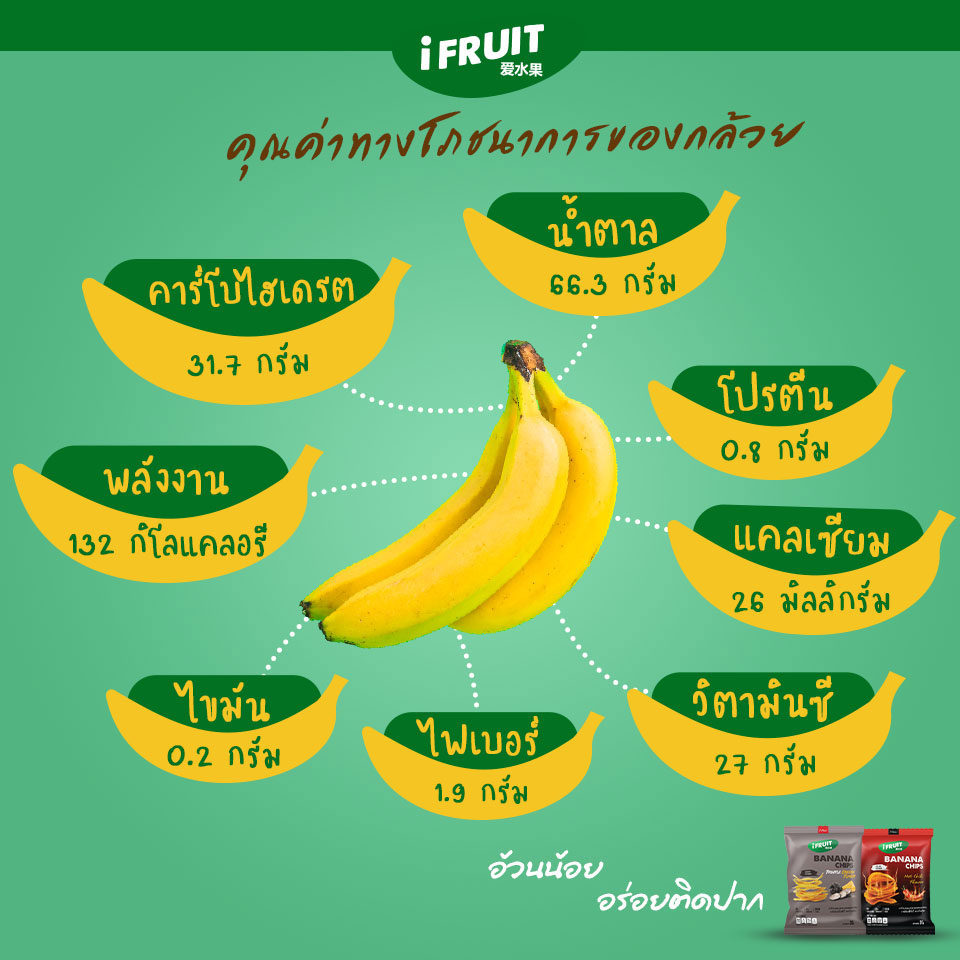 iFRUIT
爱水果
คุณค่าทางโภชนาการของกล้วย
น้ำตาล
66.3 กรัม
คาร์โบไฮเดรต
31.7 กรัม
โปรตีน
0.8 กรัม
พลังงาน
132 กิโลแคลอรี
แคลเซียม
26 มิลลิกรัม
ไขมัน
0.2 กรัม
ไฟเบอร์
1.9 กรัม
วิตามินซี
27 กรัม
อ้วนน้อย
อร่อยติดปาก
iFRUIT
BANANA
CHIPS
iFRUIT
BANANA
CHIPS